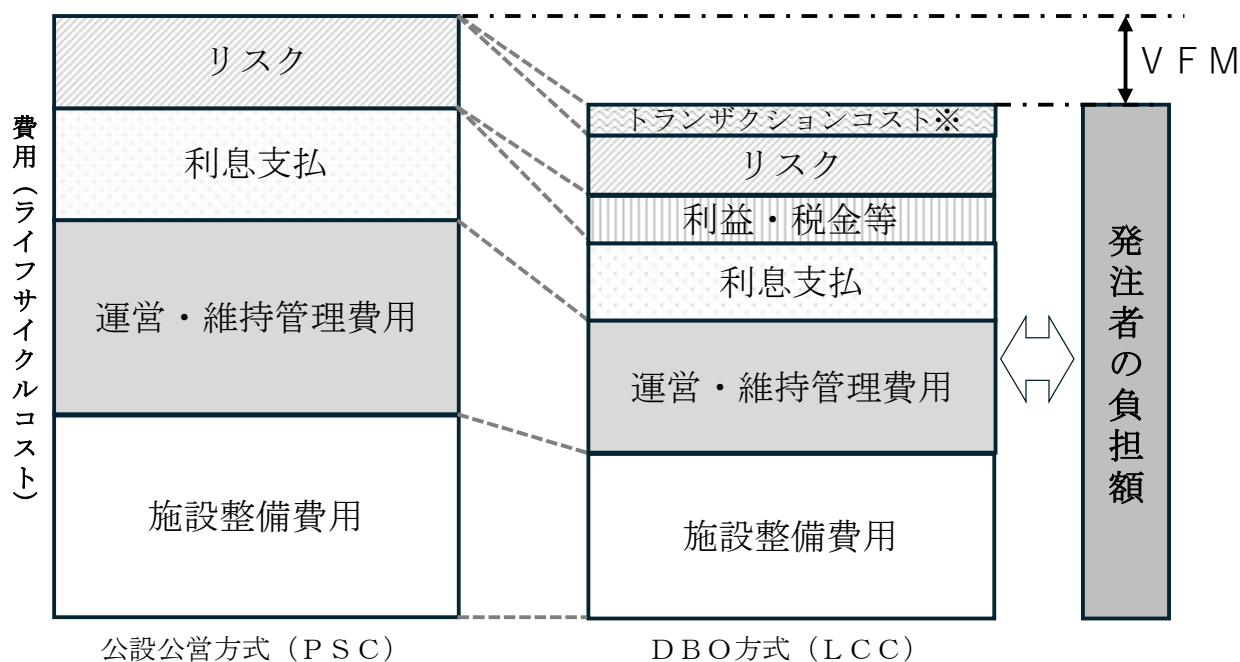 費用（ライフサイクルコスト）
リスク
利息支払
運営・維持管理費用
施設整備費用
公設公営方式（ＰＳＣ）
トランザクションコスト※
リスク
利益・税金等
利息支払
運営・維持管理費用
施設整備費用
ＤＢＯ方式（ＬＣＣ）
ＶＦＭ
発注者の負担額